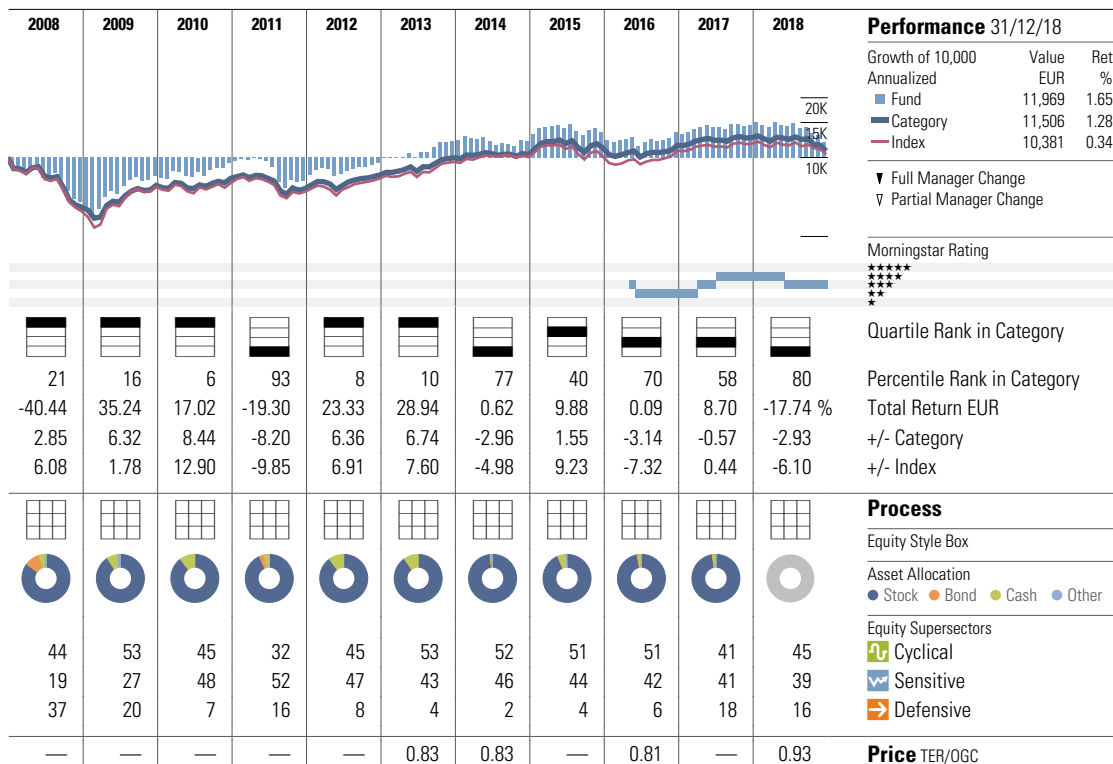 2008 2009 2010 2011 2012 2013 2014 2015 2016 2017 2018 Performance 31/12/18
Growth of 10,000 Value Ret
Annualized EUR %
Fund 11,969 1.65
Category 11,506 1.28
Index 10,381 0.34
20K
15K
10K
Full Manager Change
Partial Manager Change
Morningstar Rating
★★★★★
★★★★
★★★
★★
★
Quartile Rank in Category
21 16 6 93 8 10 77 40 70 58 80 Percentile Rank in Category
-40.44 35.24 17.02 -19.30 23.33 28.94 0.62 9.88 0.09 8.70 -17.74 % Total Return EUR
2.85 6.32 8.44 -8.20 6.36 6.74 -2.96 1.55 -3.14 -0.57 -2.93 +/- Category
6.08 1.78 12.90 -9.85 6.91 7.60 -4.98 9.23 -7.32 0.44 -6.10 +/- Index
Process
Equity Style Box
Asset Allocation
Stock Bond Cash Other
Equity Supersectors
44 53 45 32 45 53 52 51 51 41 45 Cyclical
19 27 48 52 47 43 46 44 42 41 39 Sensitive
37 20 7 16 8 4 2 4 6 18 16 Defensive
— — — — — 0.83 0.83 — 0.81 — 0.93 Price TER/OGC